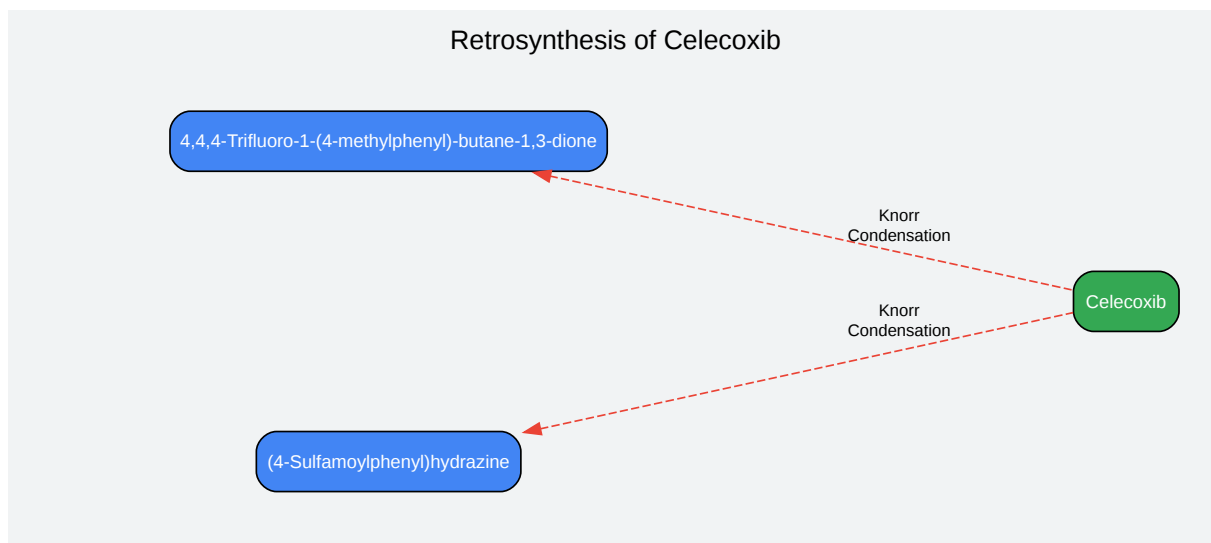 Retrosynthesis of Celecoxib
4,4,4-Trifluoro-1-(4-methylphenyl)-butane-1,3-dione
Knorr
Condensation
Celecoxib
Knorr
Condensation
(4-Sulfamoylphenyl)hydrazine